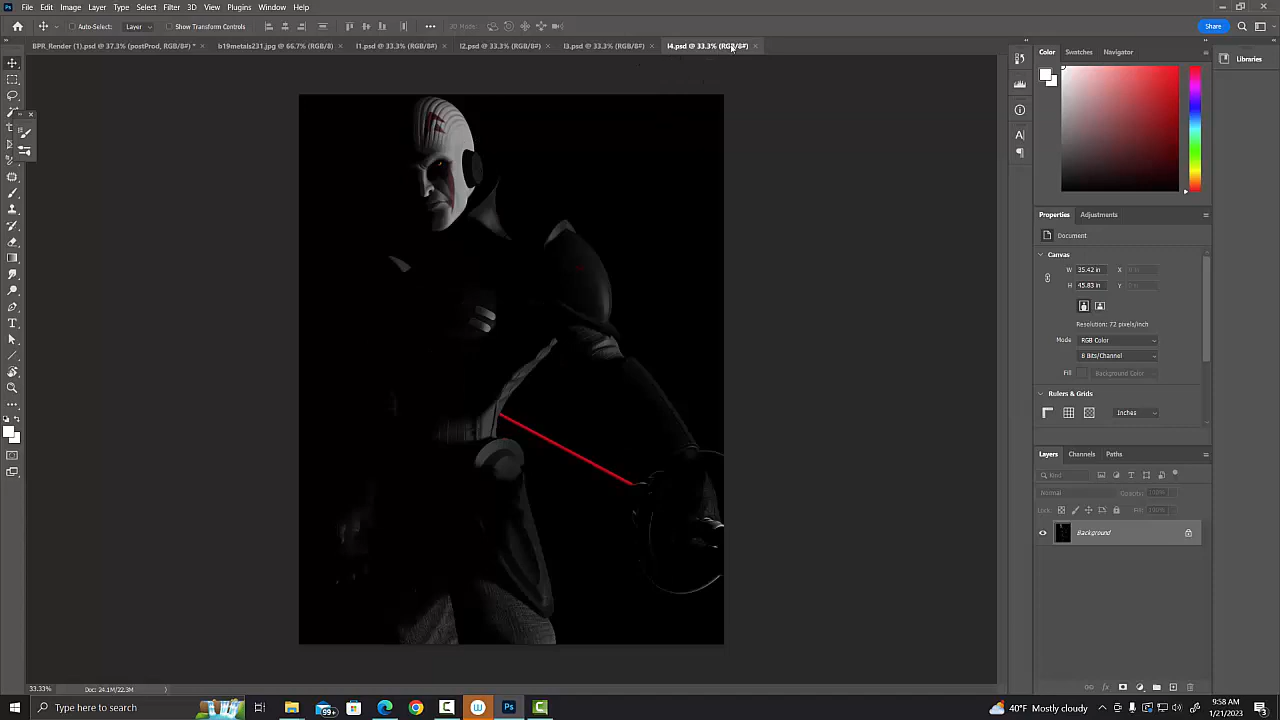 File Edit Image Layer Type Select Filter 3D View Plugins Window Help
Auto-Select: Layer Show Transform Controls 3D Mode: Share
BPR_Render (1).psd @ 37.3% (postProd, RGB/8#) * × b19metals231.jpg @ 66.7% (RGB/8) × l1.psd @ 33.3% (RGB/8#) × l2.psd @ 33.3% (RGB/8#) × l3.psd @ 33.3% (RGB/8#) × l4.psd @ 33.3% (RGB/8#) ×
Color Swatches Navigator
Libraries
Properties Adjustments
Document
Canvas
W 35.42 in X
H 45.83 in Y
Resolution: 72 pixels/inch
Mode RGB Color
8 Bits/Channel
Fill Background Color
Rulers & Grids
Inches
Layers Channels Paths
Kind
Normal Opacity: 100%
Lock: Fill: 100%
Background
33.33% Doc: 24.1M/22.3M
Type here to search
99+
40°F Mostly cloudy
9:58 AM
1/21/2023